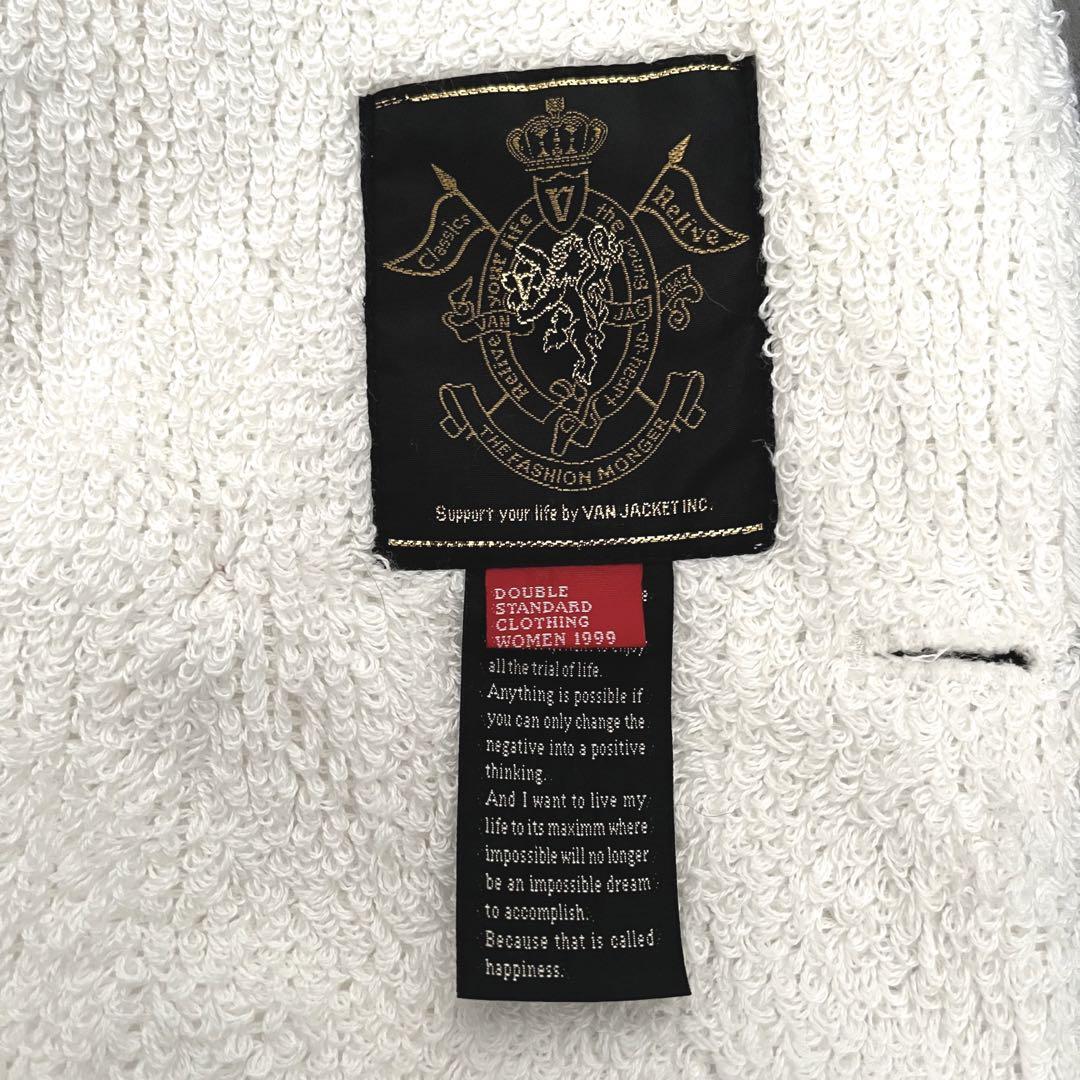 Classics
Relive
V
Relive your life
the young at heart
VAN
JAC
THE FASHION MONGER
Support your life by VAN JACKET INC.
DOUBLE
STANDARD
CLOTHING
WOMEN 1999
enjoy
all the trial of life.
Anything is possible if
you can only change the
negative into a positive
thinking.
And I want to live my
life to its maximm where
impossible will no longer
be an impossible dream
to accomplish.
Because that is called
happiness.